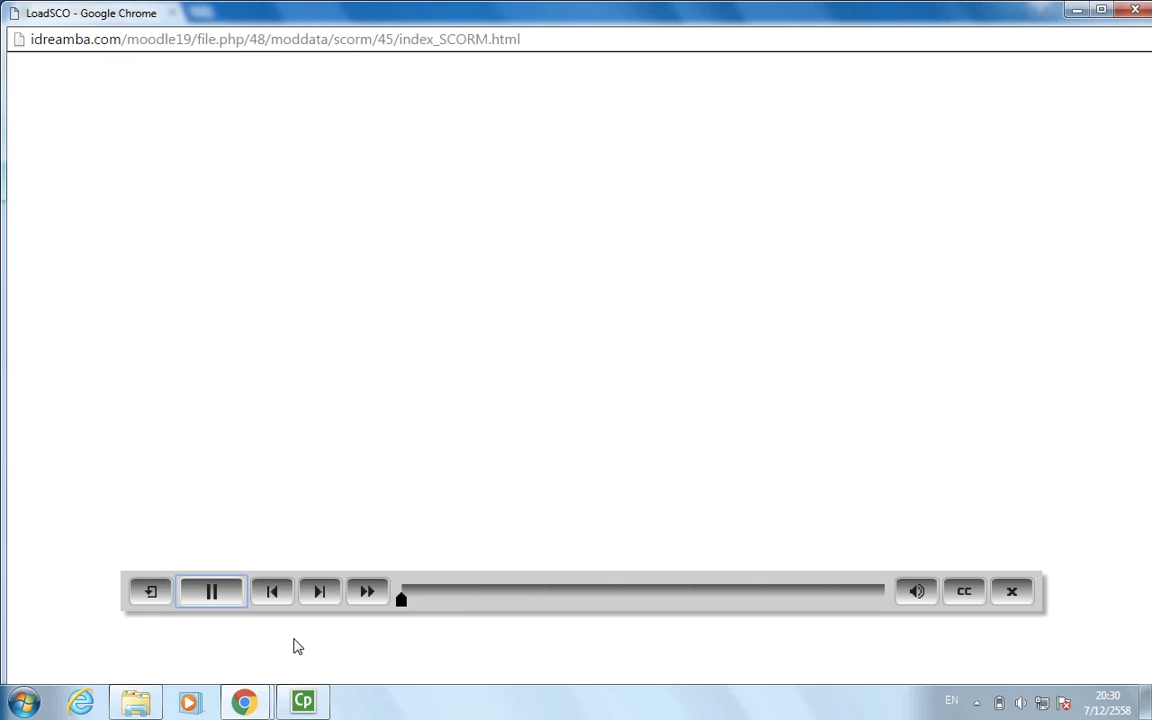 LoadSCO - Google Chrome
idreamba.com/moodle19/file.php/48/moddata/scorm/45/index_SCORM.html
CC
Cp
EN
20:30
7/12/2558